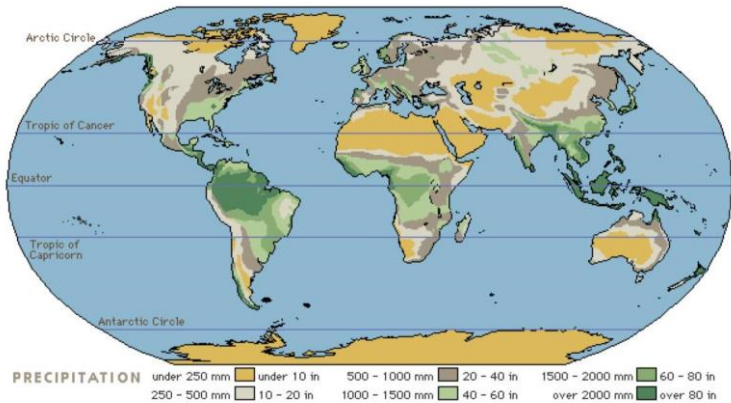 Arctic Circle
Tropic of Cancer
Equator
Tropic of
Capricorn
Antarctic Circle
PRECIPITATION
under 250 mm under 10 in 500 - 1000 mm 20 - 40 in 1500 - 2000 mm 60 - 80 in
250 - 500 mm 10 - 20 in 1000 - 1500 mm 40 - 60 in over 2000 mm over 80 in